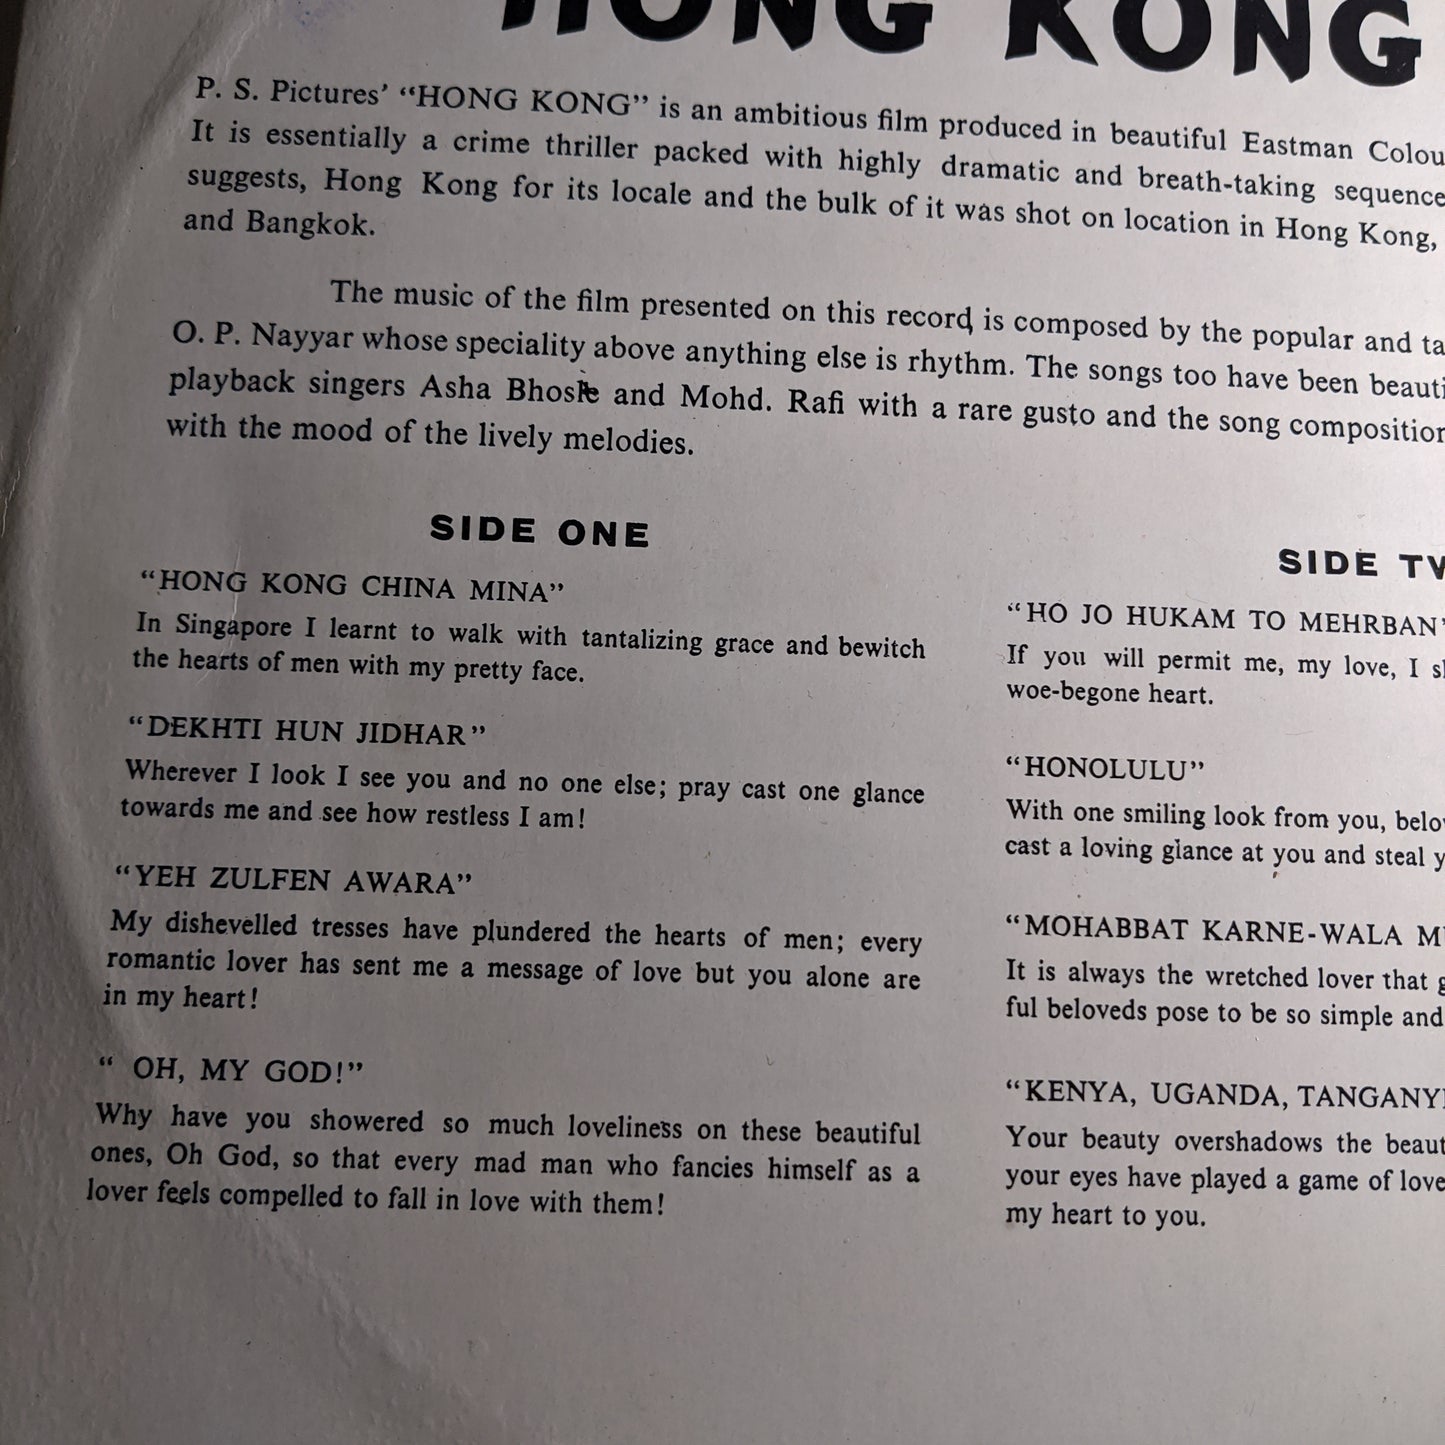 HONG KONG
P. S. Pictures' "HONG KONG" is an ambitious film produced in beautiful Eastman
It is essentially a crime thriller packed with highly dramatic and breath-taking
suggests, Hong Kong for its locale and the bulk of it was shot on location in Hong Kong,
and Bangkok.
The music of the film presented on this record, is composed by the popular and
O. P. Nayyar whose speciality above anything else is rhythm. The songs too have been
playback singers Asha Bhosle and Mohd. Rafi with a rare gusto and the song
with the mood of the lively melodies.
SIDE ONE
"HONG KONG CHINA MINA"
In Singapore I learnt to walk with tantalizing grace and bewitch
the hearts of men with my pretty face.
"DEKHTI HUN JIDHAR"
Wherever I look I see you and no one else; pray cast one glance
towards me and see how restless I am!
"YEH ZULFEN AWARA"
My dishevelled tresses have plundered the hearts of men; every
romantic lover has sent me a message of love but you alone are
in my heart!
" OH, MY GOD!"
Why have you showered so much loveliness on these beautiful
ones, Oh God, so that every mad man who fancies himself as a
lover feels compelled to fall in love with them!
SIDE
"HO JO HUKAM TO MEHRBAN"
If you will permit me, my love, I
woe-begone heart.
"HONOLULU"
With one smiling look from you,
cast a loving glance at you and steal
"MOHABBAT KARNE-WALA
It is always the wretched lover that
ful beloveds pose to be so simple and
"KENYA, UGANDA,
Your beauty overshadows the
your eyes have played a game of love
my heart to you.